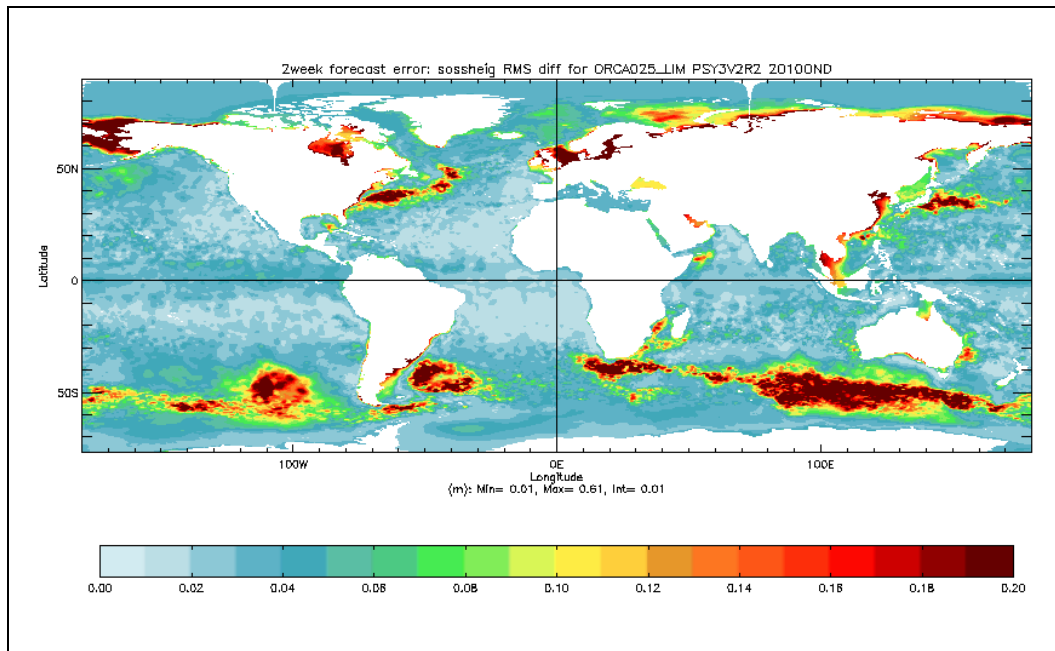 2week forecast error: sossheig RMS diff for ORCA025_LIM PSY3V2R2 2010OND
Latitude
50N
0
50S
100W 0E 100E
Longitude
(m): Min= 0.01, Max= 0.61, Int= 0.01
0.00 0.02 0.04 0.06 0.08 0.10 0.12 0.14 0.16 0.18 0.20